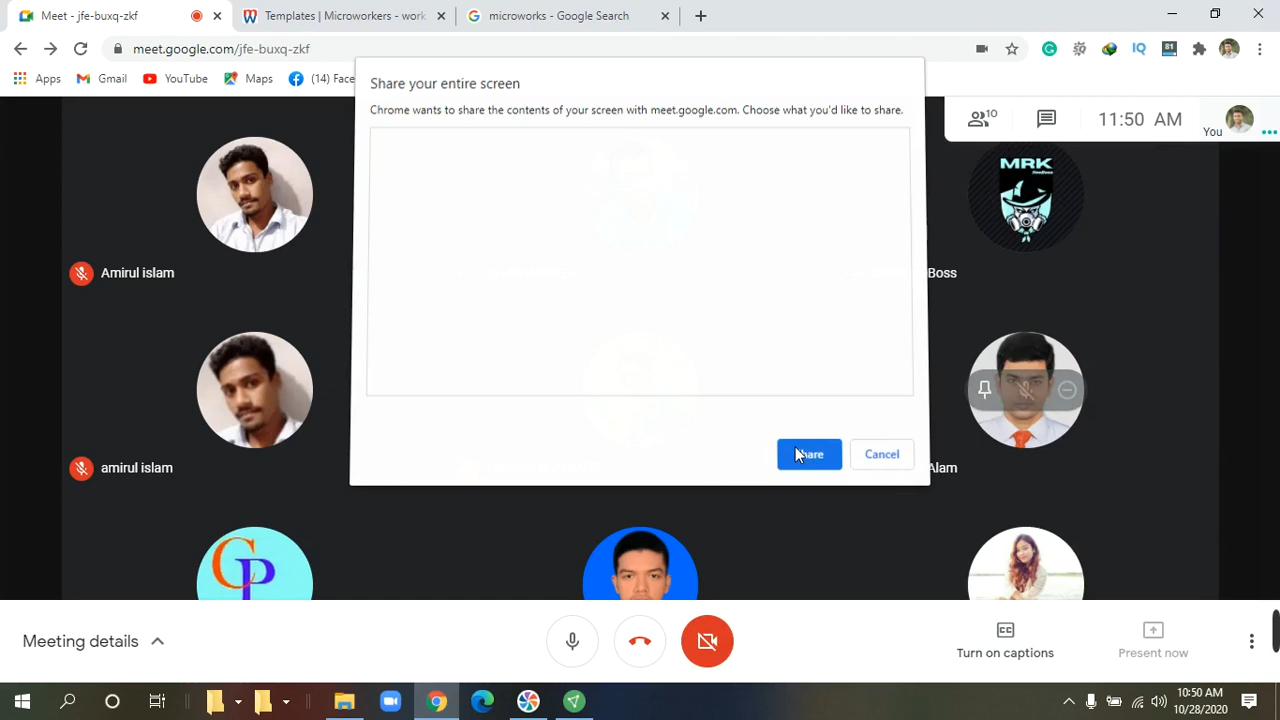 Meet - jfe-buxq-zkf
Templates | Microworkers - work
microworks - Google Search
meet.google.com/jfe-buxq-zkf
81
IQ
Apps
Gmail
YouTube
Maps
(14) Face
Share your entire screen
Chrome wants to share the contents of your screen with meet.google.com. Choose what you'd like to share.
10
11:50 AM
You
MRK
Amirul islam
Boss
amirul islam
Alam
CP
Share
Cancel
Meeting details
Turn on captions
Present now
10:50 AM
10/28/2020